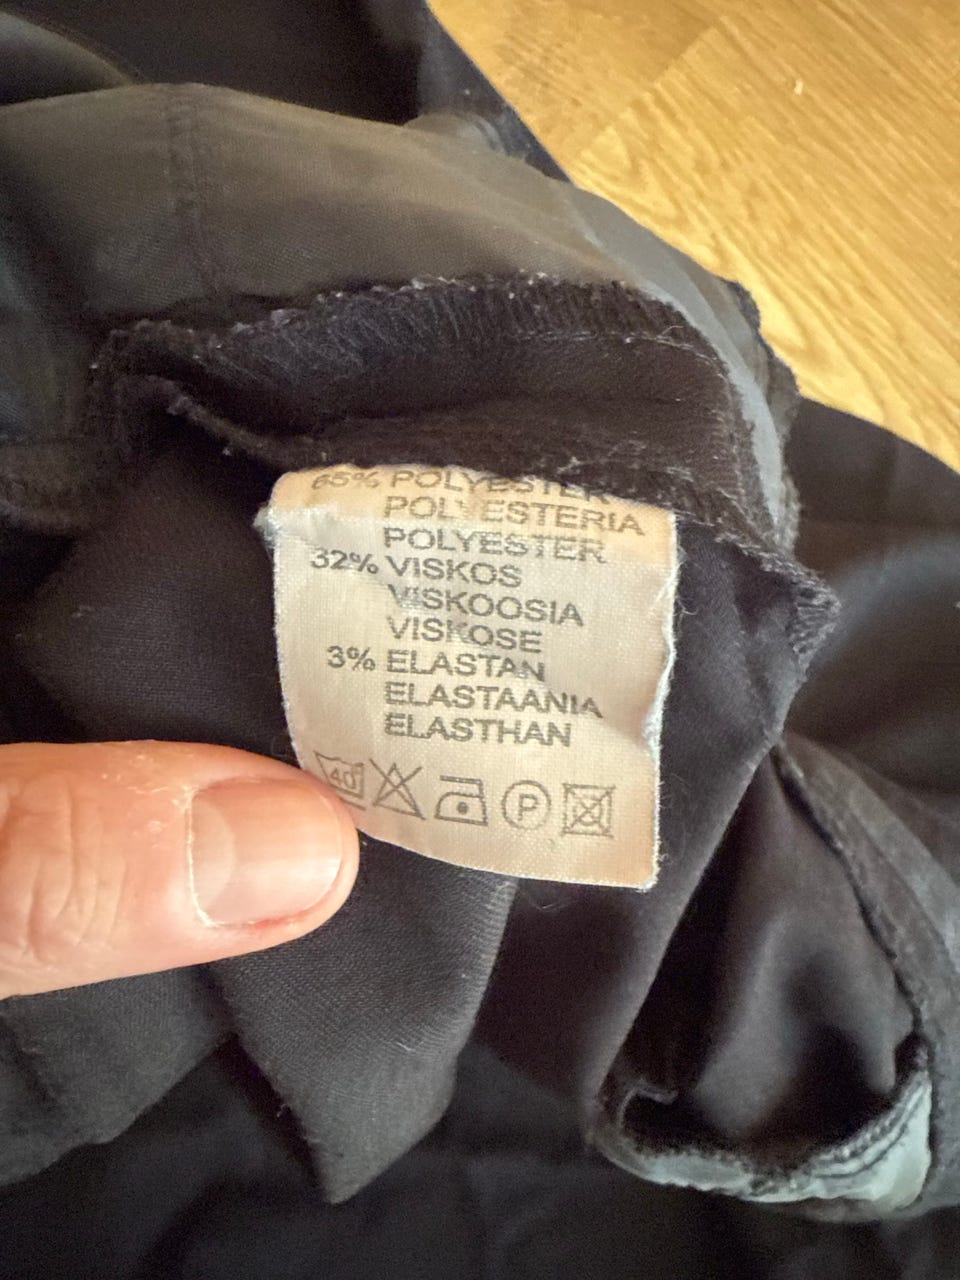 65% POLYESTER
POLYESTERIA
POLYESTER
32% VISKOS
VISKOOSIA
VISKOSE
3% ELASTAN
ELASTAANIA
ELASTHAN
40 P